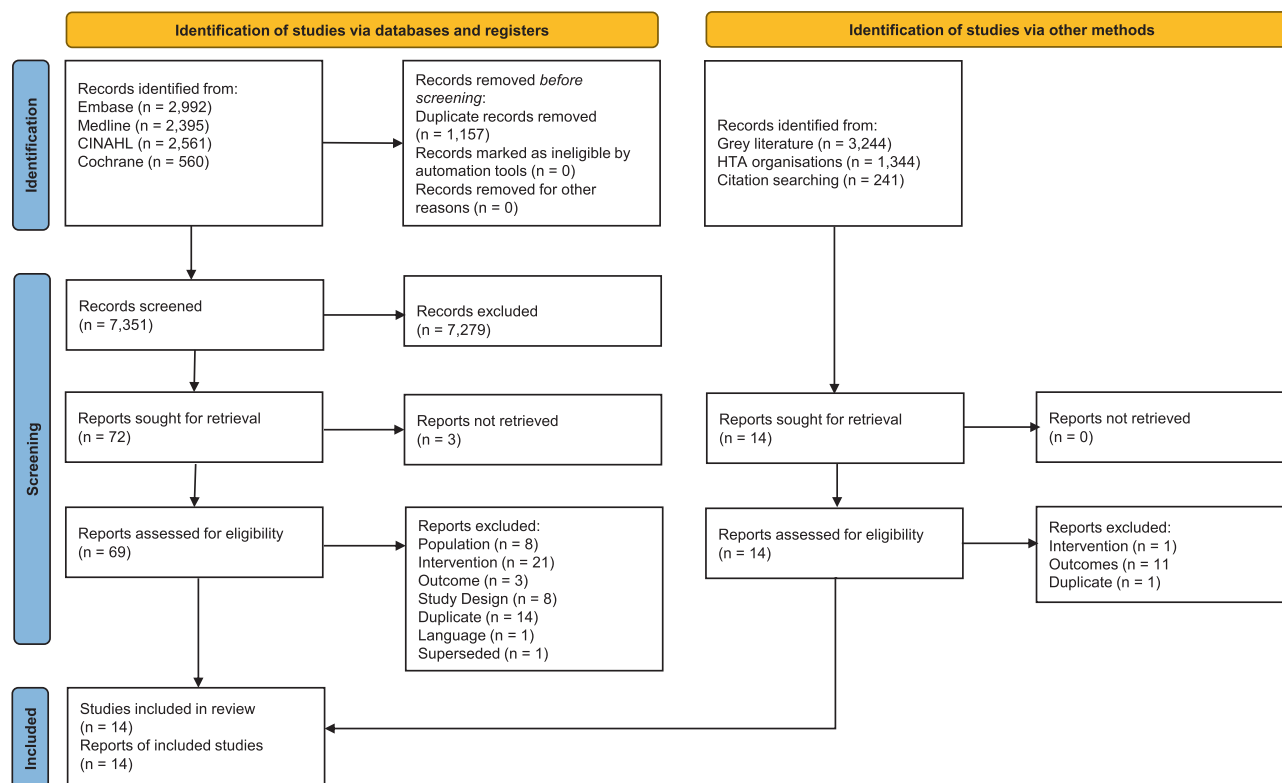 Identification of studies via databases and registers
Identification of studies via other methods
Identification
Records identified from:
Embase (n = 2,992)
Medline (n = 2,395)
CINAHL (n = 2,561)
Cochrane (n = 560)
Records removed before
screening:
Duplicate records removed
(n = 1,157)
Records marked as ineligible by
automation tools (n = 0)
Records removed for other
reasons (n = 0)
Records identified from:
Grey literature (n = 3,244)
HTA organisations (n = 1,344)
Citation searching (n = 241)
Screening
Records screened
(n = 7,351)
Records excluded
(n = 7,279)
Reports sought for retrieval
(n = 72)
Reports not retrieved
(n = 3)
Reports sought for retrieval
(n = 14)
Reports not retrieved
(n = 0)
Reports assessed for eligibility
(n = 69)
Reports excluded:
Population (n = 8)
Intervention (n = 21)
Outcome (n = 3)
Study Design (n = 8)
Duplicate (n = 14)
Language (n = 1)
Superseded (n = 1)
Reports assessed for eligibility
(n = 14)
Reports excluded:
Intervention (n = 1)
Outcomes (n = 11
Duplicate (n = 1)
Included
Studies included in review
(n = 14)
Reports of included studies
(n = 14)